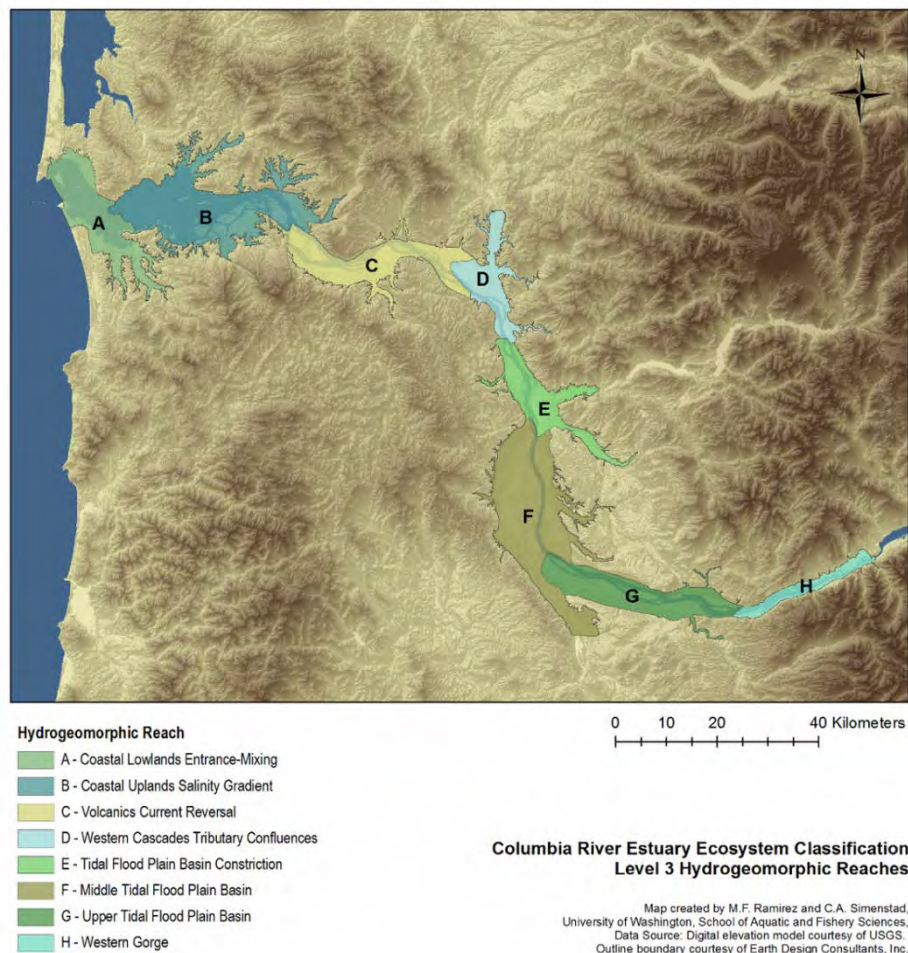 N
A
B
C
D
E
F
G
H
Hydrogeomorphic Reach
A - Coastal Lowlands Entrance-Mixing
B - Coastal Uplands Salinity Gradient
C - Volcanics Current Reversal
D - Western Cascades Tributary Confluences
E - Tidal Flood Plain Basin Constriction
F - Middle Tidal Flood Plain Basin
G - Upper Tidal Flood Plain Basin
H - Western Gorge
0 10 20 40 Kilometers
Columbia River Estuary Ecosystem Classification
Level 3 Hydrogeomorphic Reaches
Map created by M.F. Ramirez and C.A. Simenstad,
University of Washington, School of Aquatic and Fishery Sciences,
Data Source: Digital elevation model courtesy of USGS.
Outline boundary courtesy of Earth Design Consultants, Inc.